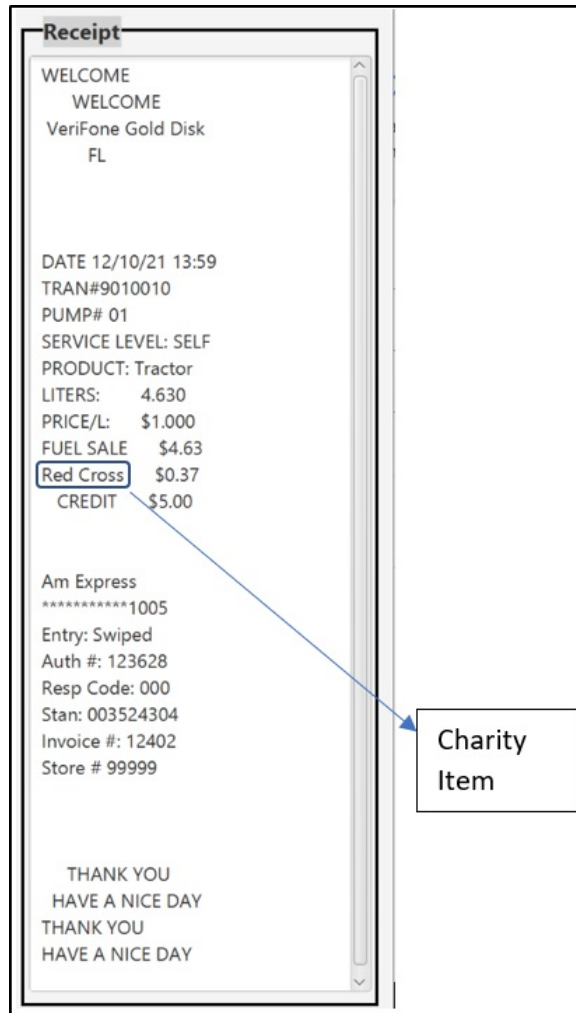 Receipt
WELCOME
WELCOME
VeriFone Gold Disk
FL
DATE 12/10/21 13:59
TRAN#9010010
PUMP# 01
SERVICE LEVEL: SELF
PRODUCT: Tractor
LITERS: 4.630
PRICE/L: $1.000
FUEL SALE $4.63
Red Cross $0.37
CREDIT $5.00
Am Express
***********1005
Entry: Swiped
Auth #: 123628
Resp Code: 000
Stan: 003524304
Invoice #: 12402
Store # 99999
THANK YOU
HAVE A NICE DAY
THANK YOU
HAVE A NICE DAY
Charity
Item